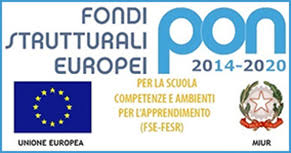 FONDI
STRUTTURALI
EUROPEI
pon
2014-2020
PER LA SCUOLA
COMPETENZE E AMBIENTI
PER L'APPRENDIMENTO
(FSE-FESR)
UNIONE EUROPEA
MIUR